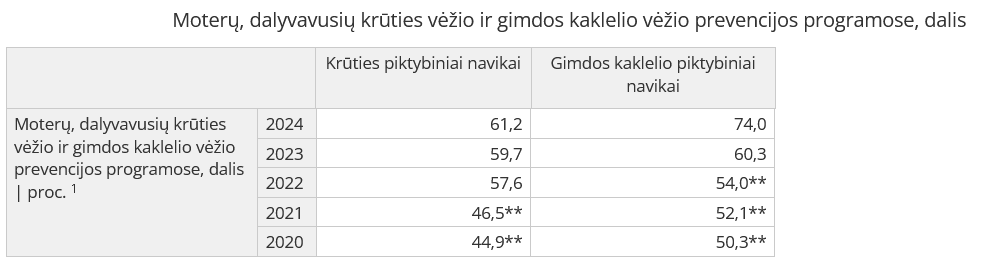 Moterų, dalyvavusių krūties vėžio ir gimdos kaklelio vėžio prevencijos programose, dalis
Krūties piktybiniai navikai
Gimdos kaklelio piktybiniai
navikai
Moterų, dalyvavusių krūties
vėžio ir gimdos kaklelio vėžio
prevencijos programose, dalis
| proc. ¹
2024 61,2 74,0
2023 59,7 60,3
2022 57,6 54,0**
2021 46,5** 52,1**
2020 44,9** 50,3**